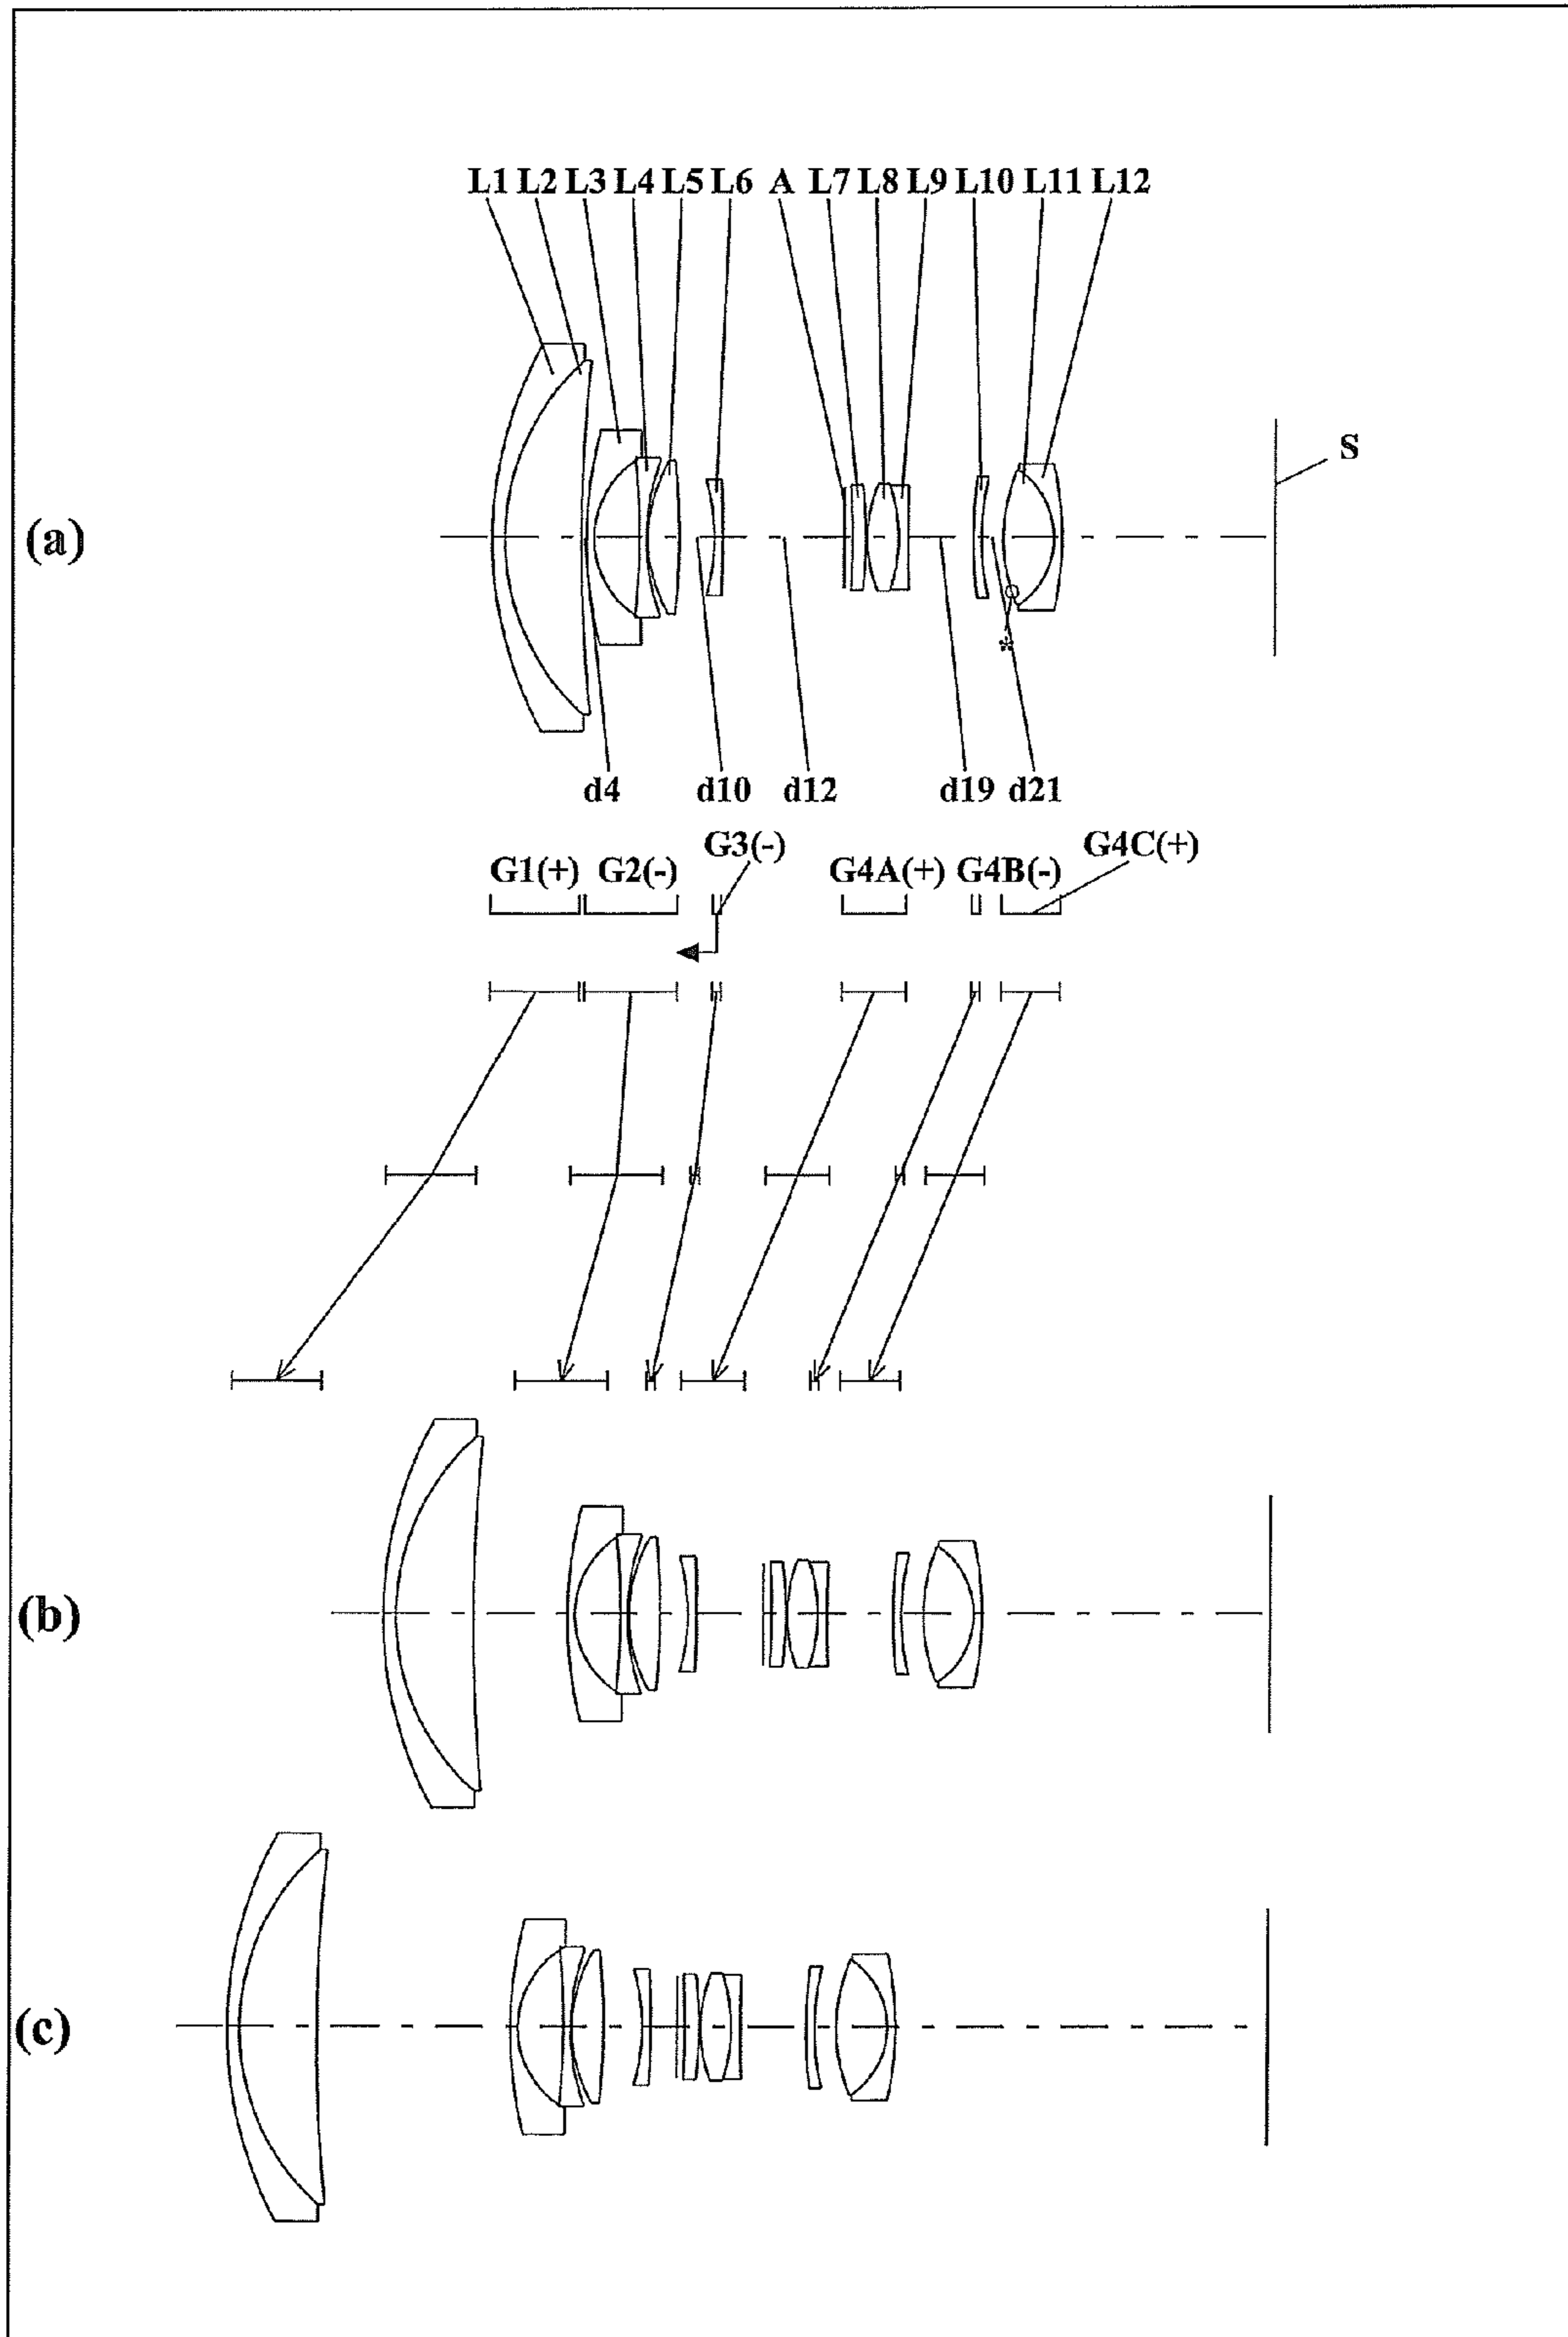 L1 L2 L3 L4 L5 L6 A L7 L8 L9 L10 L11 L12
S
(a)
*
d4 d10 d12 d19 d21
G3(-) G4C(+)
G1(+) G2(-) G4A(+) G4B(-)
(b)
(c)